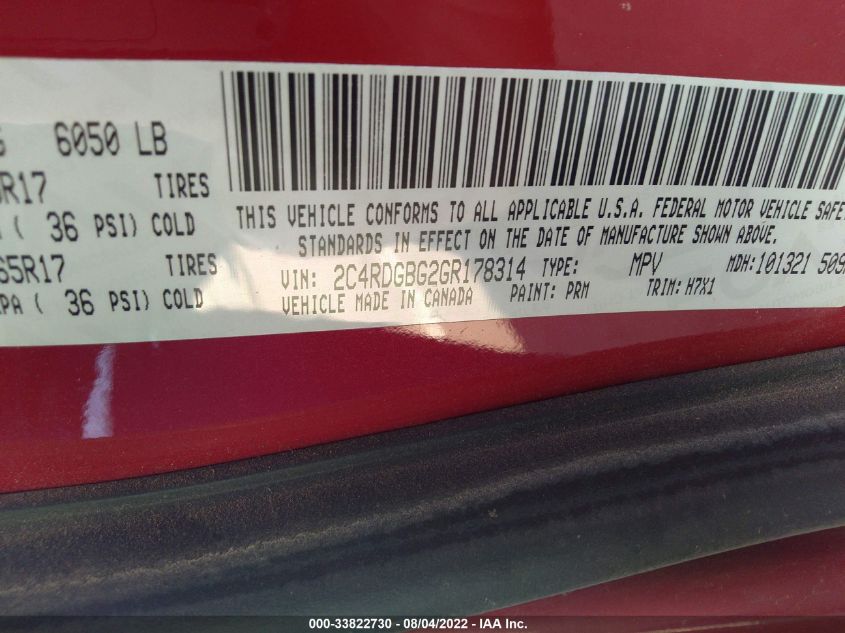 6050 LB
R17 TIRES
( 36 PSI) COLD
65R17 TIRES
PA ( 36 PSI) COLD
THIS VEHICLE CONFORMS TO ALL APPLICABLE U.S.A. FEDERAL MOTOR VEHICLE SAFE
STANDARDS IN EFFECT ON THE DATE OF MANUFACTURE SHOWN ABOVE.
VIN: 2C4RDGBG2GR178314 TYPE: MPV MDH:101321 509
VEHICLE MADE IN CANADA PAINT: PRM TRIM: H7X1
000-33822730 - 08/04/2022 - IAA Inc.